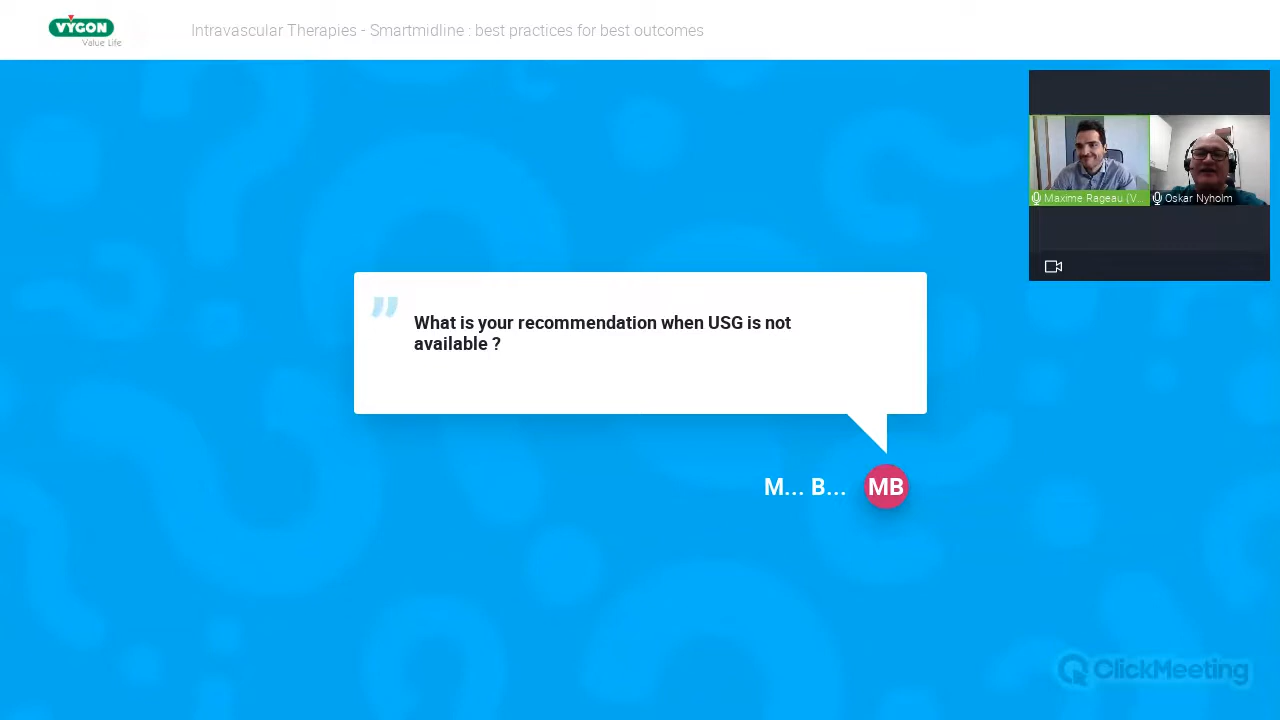 VYGON
Value Life
Intravascular Therapies - Smartmidline : best practices for best outcomes
Maxime Rageau (V...
Oskar Nyholm
What is your recommendation when USG is not
available ?
M... B...
MB
ClickMeeting